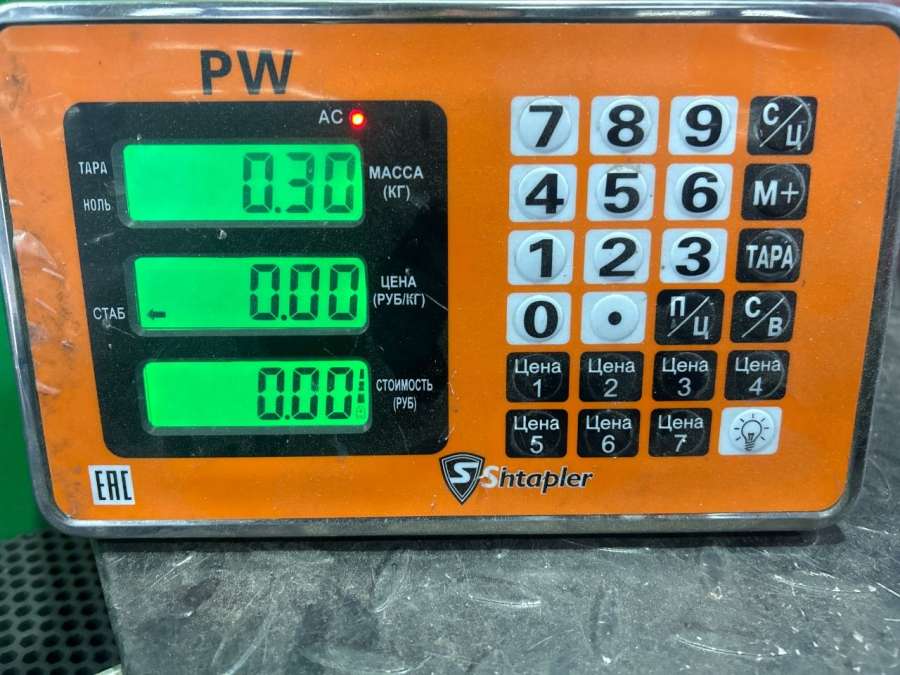 PW
AC
ТАРА
НОЛЬ
0.30
МАССА
(КГ)
СТАБ
0.00
ЦЕНА
(РУБ/КГ)
0.00
СТОИМОСТЬ
(РУБ)
7 8 9 С/Ц
4 5 6 М+
1 2 3 ТАРА
0 . П/Ц С/В
Цена 1 Цена 2 Цена 3 Цена 4
Цена 5 Цена 6 Цена 7
EAC
S-Shtapler